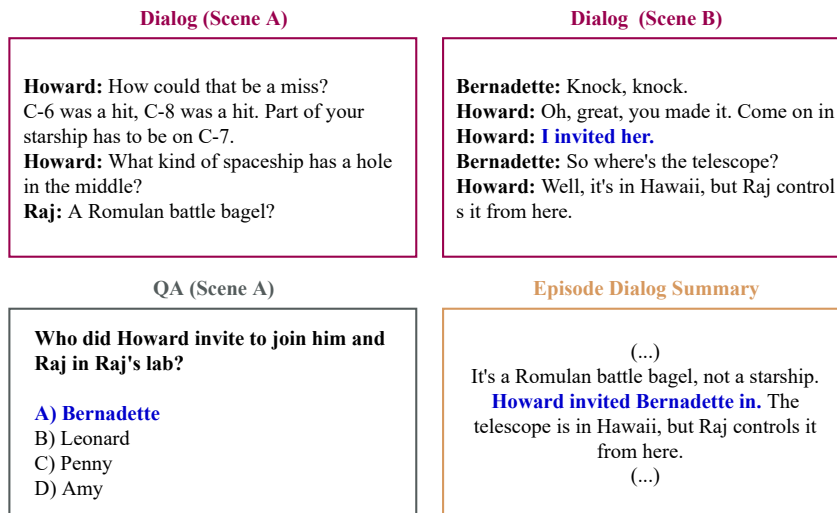 Dialog (Scene A)
Howard: How could that be a miss?
C-6 was a hit, C-8 was a hit. Part of your
starship has to be on C-7.
Howard: What kind of spaceship has a hole
in the middle?
Raj: A Romulan battle bagel?
Dialog (Scene B)
Bernadette: Knock, knock.
Howard: Oh, great, you made it. Come on in
Howard: I invited her.
Bernadette: So where's the telescope?
Howard: Well, it's in Hawaii, but Raj control
s it from here.
QA (Scene A)
Who did Howard invite to join him and
Raj in Raj's lab?
A) Bernadette
B) Leonard
C) Penny
D) Amy
Episode Dialog Summary
(...)
It's a Romulan battle bagel, not a starship.
Howard invited Bernadette in. The
telescope is in Hawaii, but Raj controls it
from here.
(...)